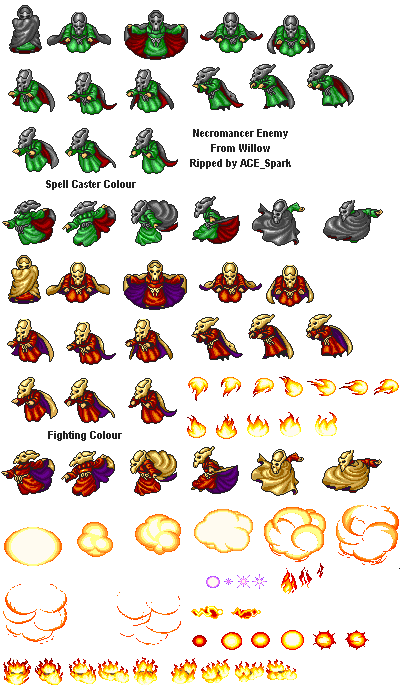 Necromancer Enemy
From Willow
Ripped by ACE_Spark
Spell Caster Colour
Fighting Colour